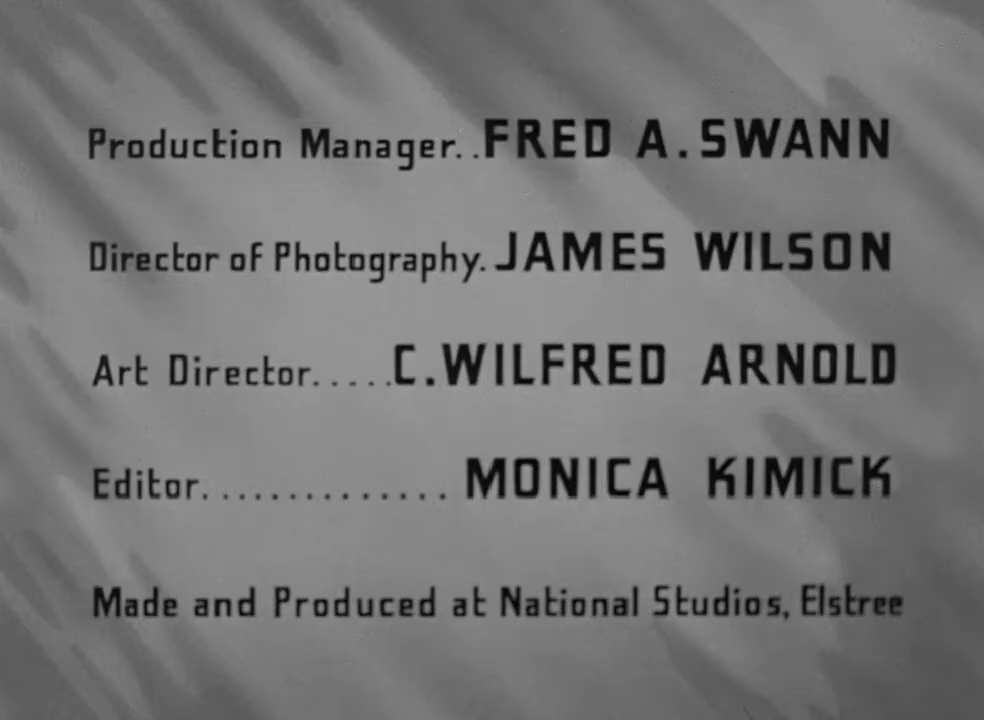 Production Manager. .FRED A. SWANN
Director of Photography. JAMES WILSON
Art Director.....C.WILFRED ARNOLD
Editor.............. MONICA KIMICK
Made and Produced at National Studios, Elstree